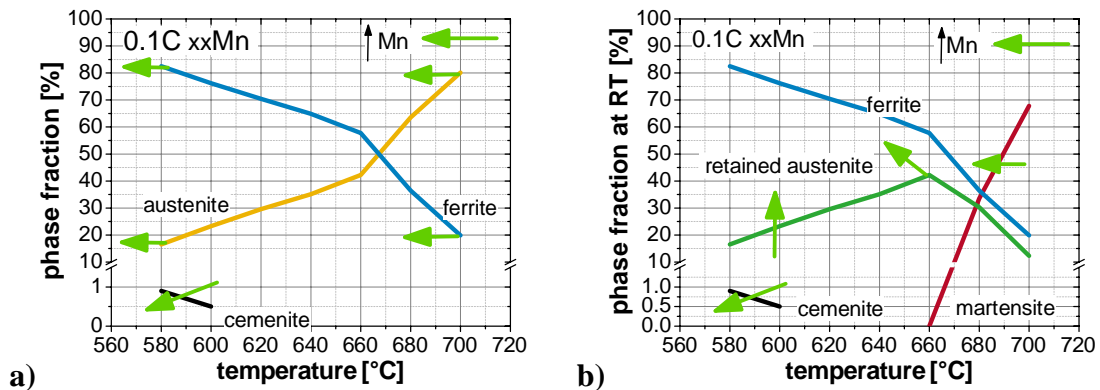 0.1C xxMn
Mn
phase fraction [%]
100
90
80
70
60
50
40
30
20
10
1
0
austenite
ferrite
cemenite
560 580 600 620 640 660 680 700 720
temperature [°C]
a)
0.1C xxMn
Mn
phase fraction at RT [%]
100
90
80
70
60
50
40
30
20
10
1.0
0.5
0.0
ferrite
retained austenite
cemenite
martensite
560 580 600 620 640 660 680 700 720
temperature [°C]
b)